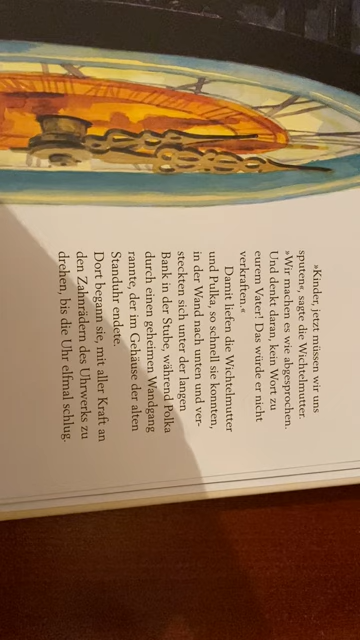 »Kinder, jetzt müssen wir uns
sputen«, sagte die Wichtelmutter.
»Wir machen es wie abgesprochen.
Und denkt daran, kein Wort zu
eurem Vater! Das würde er nicht
verkraften.«
Damit liefen die Wichtelmutter
und Pulka, so schnell sie konnten,
in der Wand nach unten und ver-
steckten sich unter der langen
Bank in der Stube, während Polka
durch einen geheimen Wandgang
rannte, der im Gehäuse der alten
Standuhr endete.
Dort begann sie, mit aller Kraft an
den Zahnrädern des Uhrwerks zu
drehen, bis die Uhr elfmal schlug.